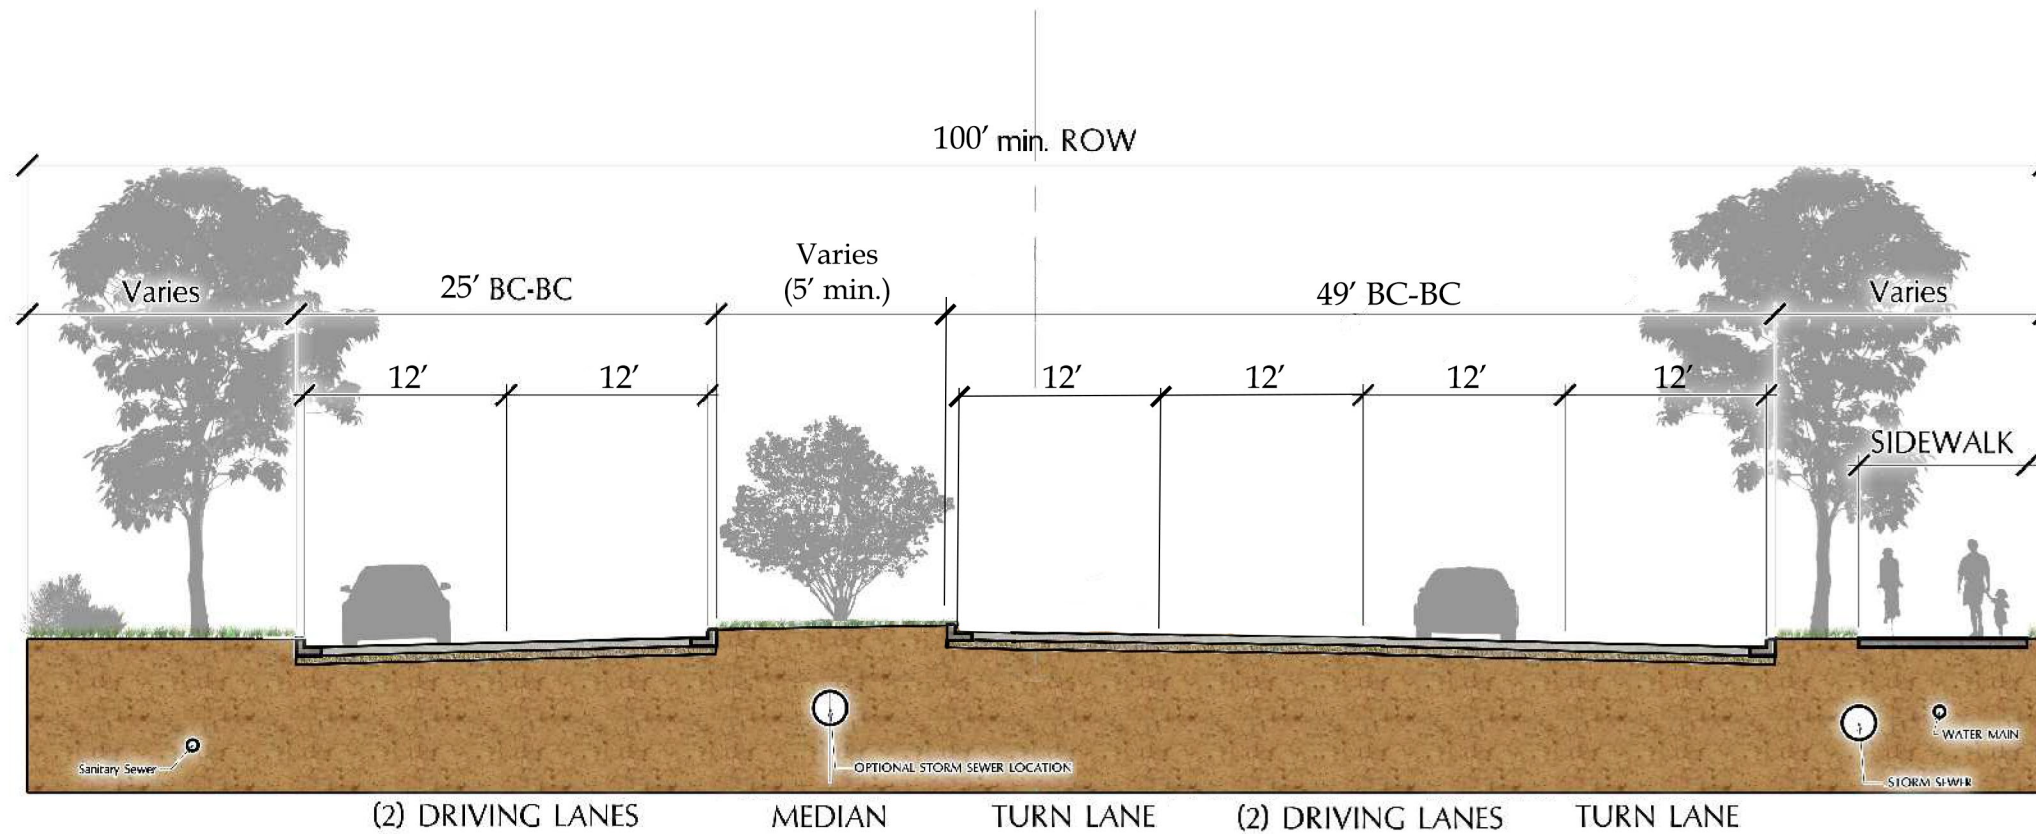 100' min. ROW
Varies
25' BC-BC
Varies
(5' min.)
49' BC-BC
Varies
12'
12'
12'
12'
12'
12'
SIDEWALK
Sanitary Sewer
OPTIONAL STORM SEWER LOCATION
WATER MAIN
STORM SEWER
(2) DRIVING LANES
MEDIAN
TURN LANE
(2) DRIVING LANES
TURN LANE